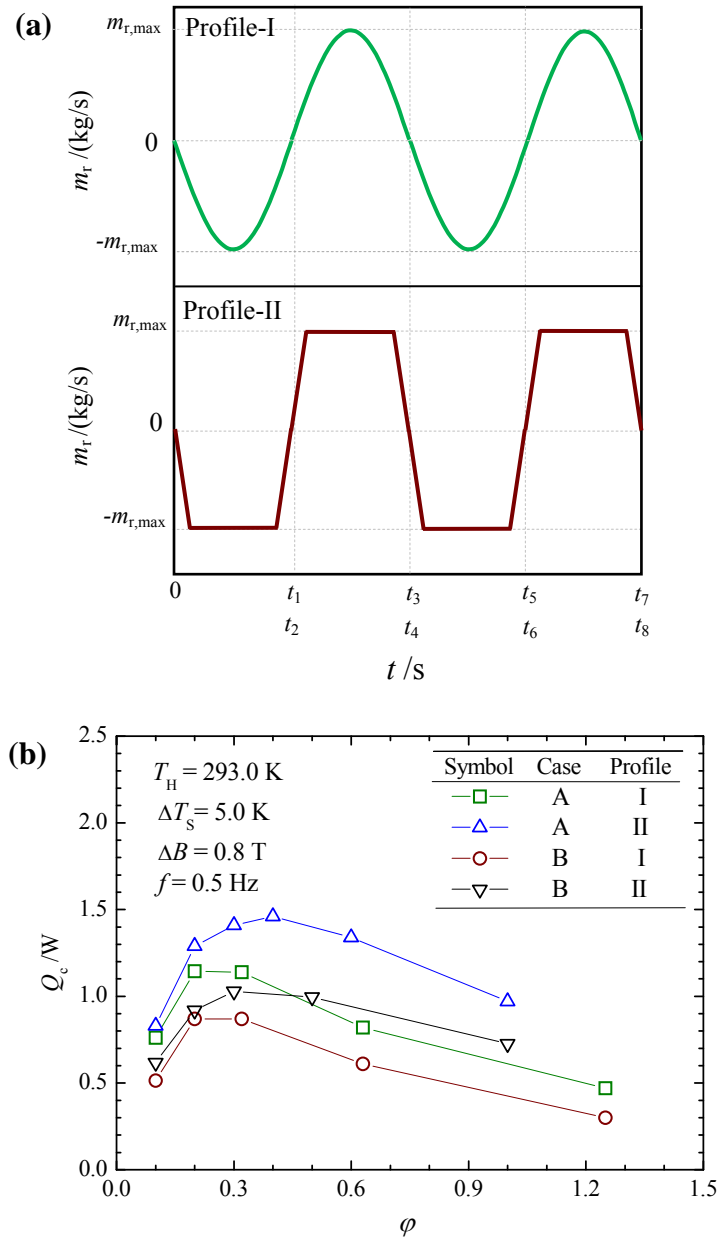 (a)
Profile-I
m_r,max
0
-m_r,max
m_r /(kg/s)
Profile-II
m_r,max
0
-m_r,max
m_r /(kg/s)
0 t_1 t_3 t_5 t_7
t_2 t_4 t_6 t_8
t /s
(b)
2.5
2.0
1.5
1.0
0.5
0.0
Q_c /W
T_H = 293.0 K
ΔT_S = 5.0 K
ΔB = 0.8 T
f = 0.5 Hz
Symbol Case Profile
A I
A II
B I
B II
0.0 0.3 0.6 0.9 1.2 1.5
φ